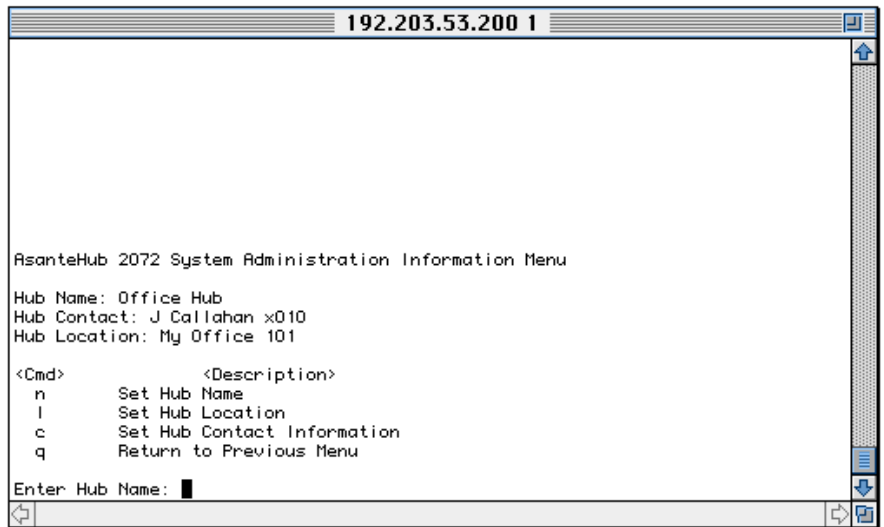 192.203.53.200 1
AsanteHub 2072 System Administration Information Menu
Hub Name: Office Hub
Hub Contact: J Callahan x010
Hub Location: My Office 101
<Cmd> <Description>
n Set Hub Name
l Set Hub Location
c Set Hub Contact Information
q Return to Previous Menu
Enter Hub Name: